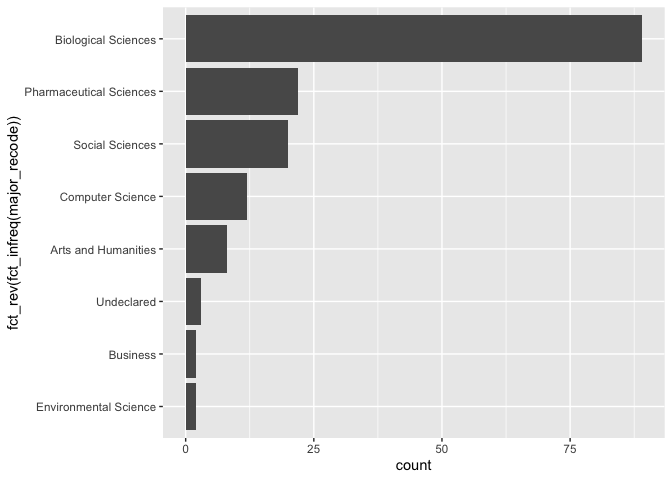 Biological Sciences
Pharmaceutical Sciences
Social Sciences
Computer Science
Arts and Humanities
Undeclared
Business
Environmental Science
fct_rev(fct_infreq(major_recode))
0 25 50 75
count